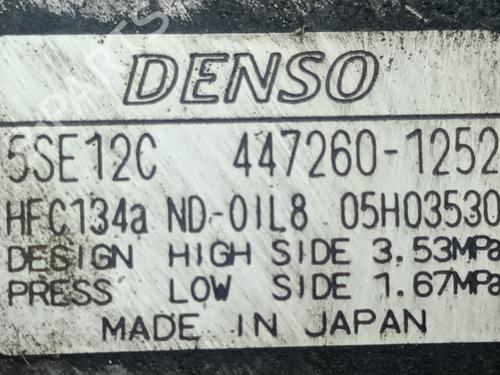 DENSO
5SE12C 447260-1252
HFC134a ND-OIL8 05H03530
DESIGN HIGH SIDE 3.53MPa
PRESS LOW SIDE 1.67MPa
MADE IN JAPAN